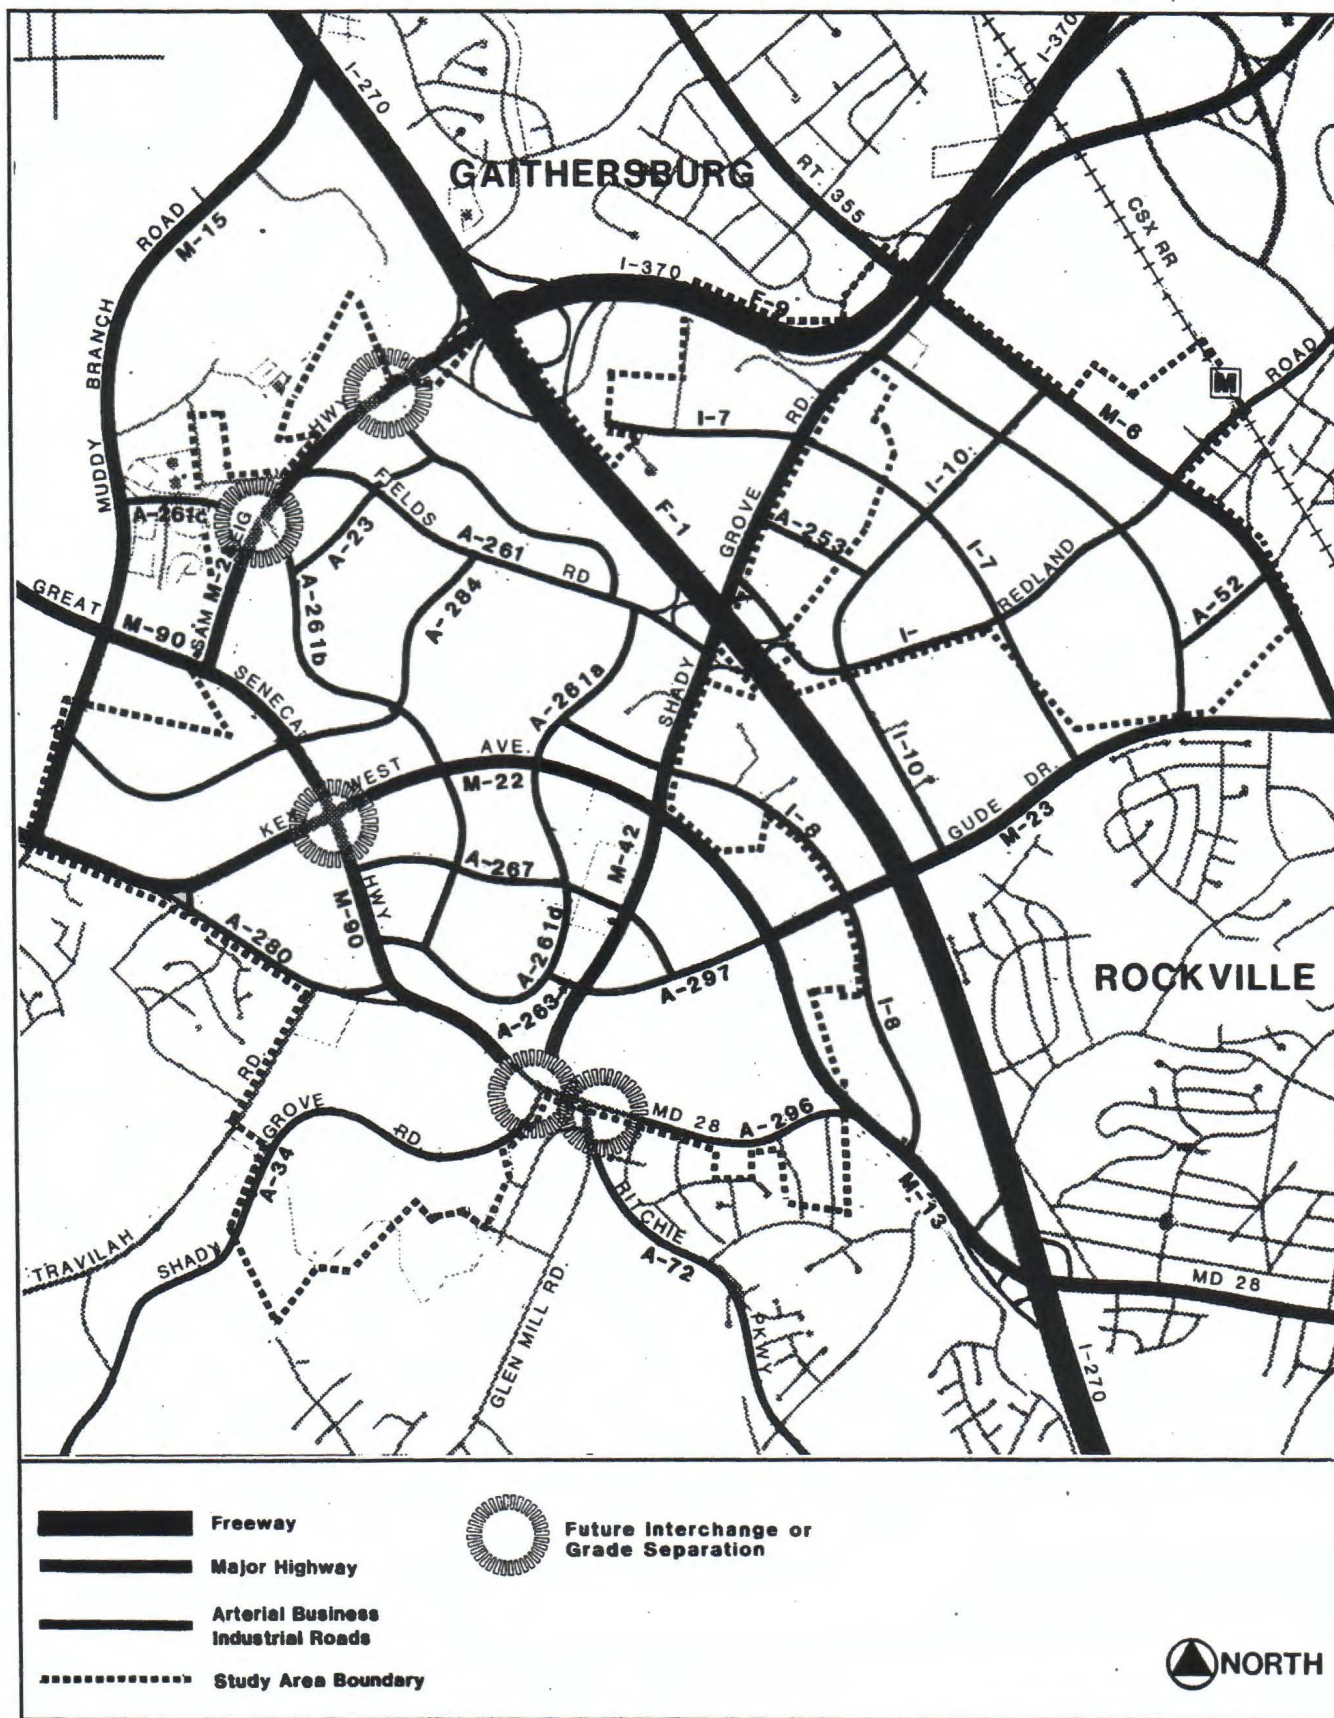 I-270
I-370
GAITHERSBURG
RT. 355
CSX RR
MUDDY BRANCH ROAD
M-15
I-370
F-9
HWY
I-7
RD.
M-6
M
ROAD
I-10
A-261c
FIELDS
A-23
GROVE
F-1
A-253
I-7
REDLAND
A-261
RD
A-52
GREAT
M-90
SAM
A-261b
A-284
I-
SENECA
A-261a
SHADY
I-10
KEY WEST AVE.
M-22
I-8
GUDE DR.
M-23
M-42
A-267
M-90
HWY
A-280
A-261d
A-263
A-297
I-8
ROCKVILLE
RD
GROVE
RD
MD 28
A-296
A-34
M-13
RITCHIE
A-72
TRAVILAH
SHADY
GLEN MILL RD.
PKWY
MD 28
I-270
Freeway
Major Highway
Arterial Business
Industrial Roads
Study Area Boundary
Future Interchange or
Grade Separation
NORTH